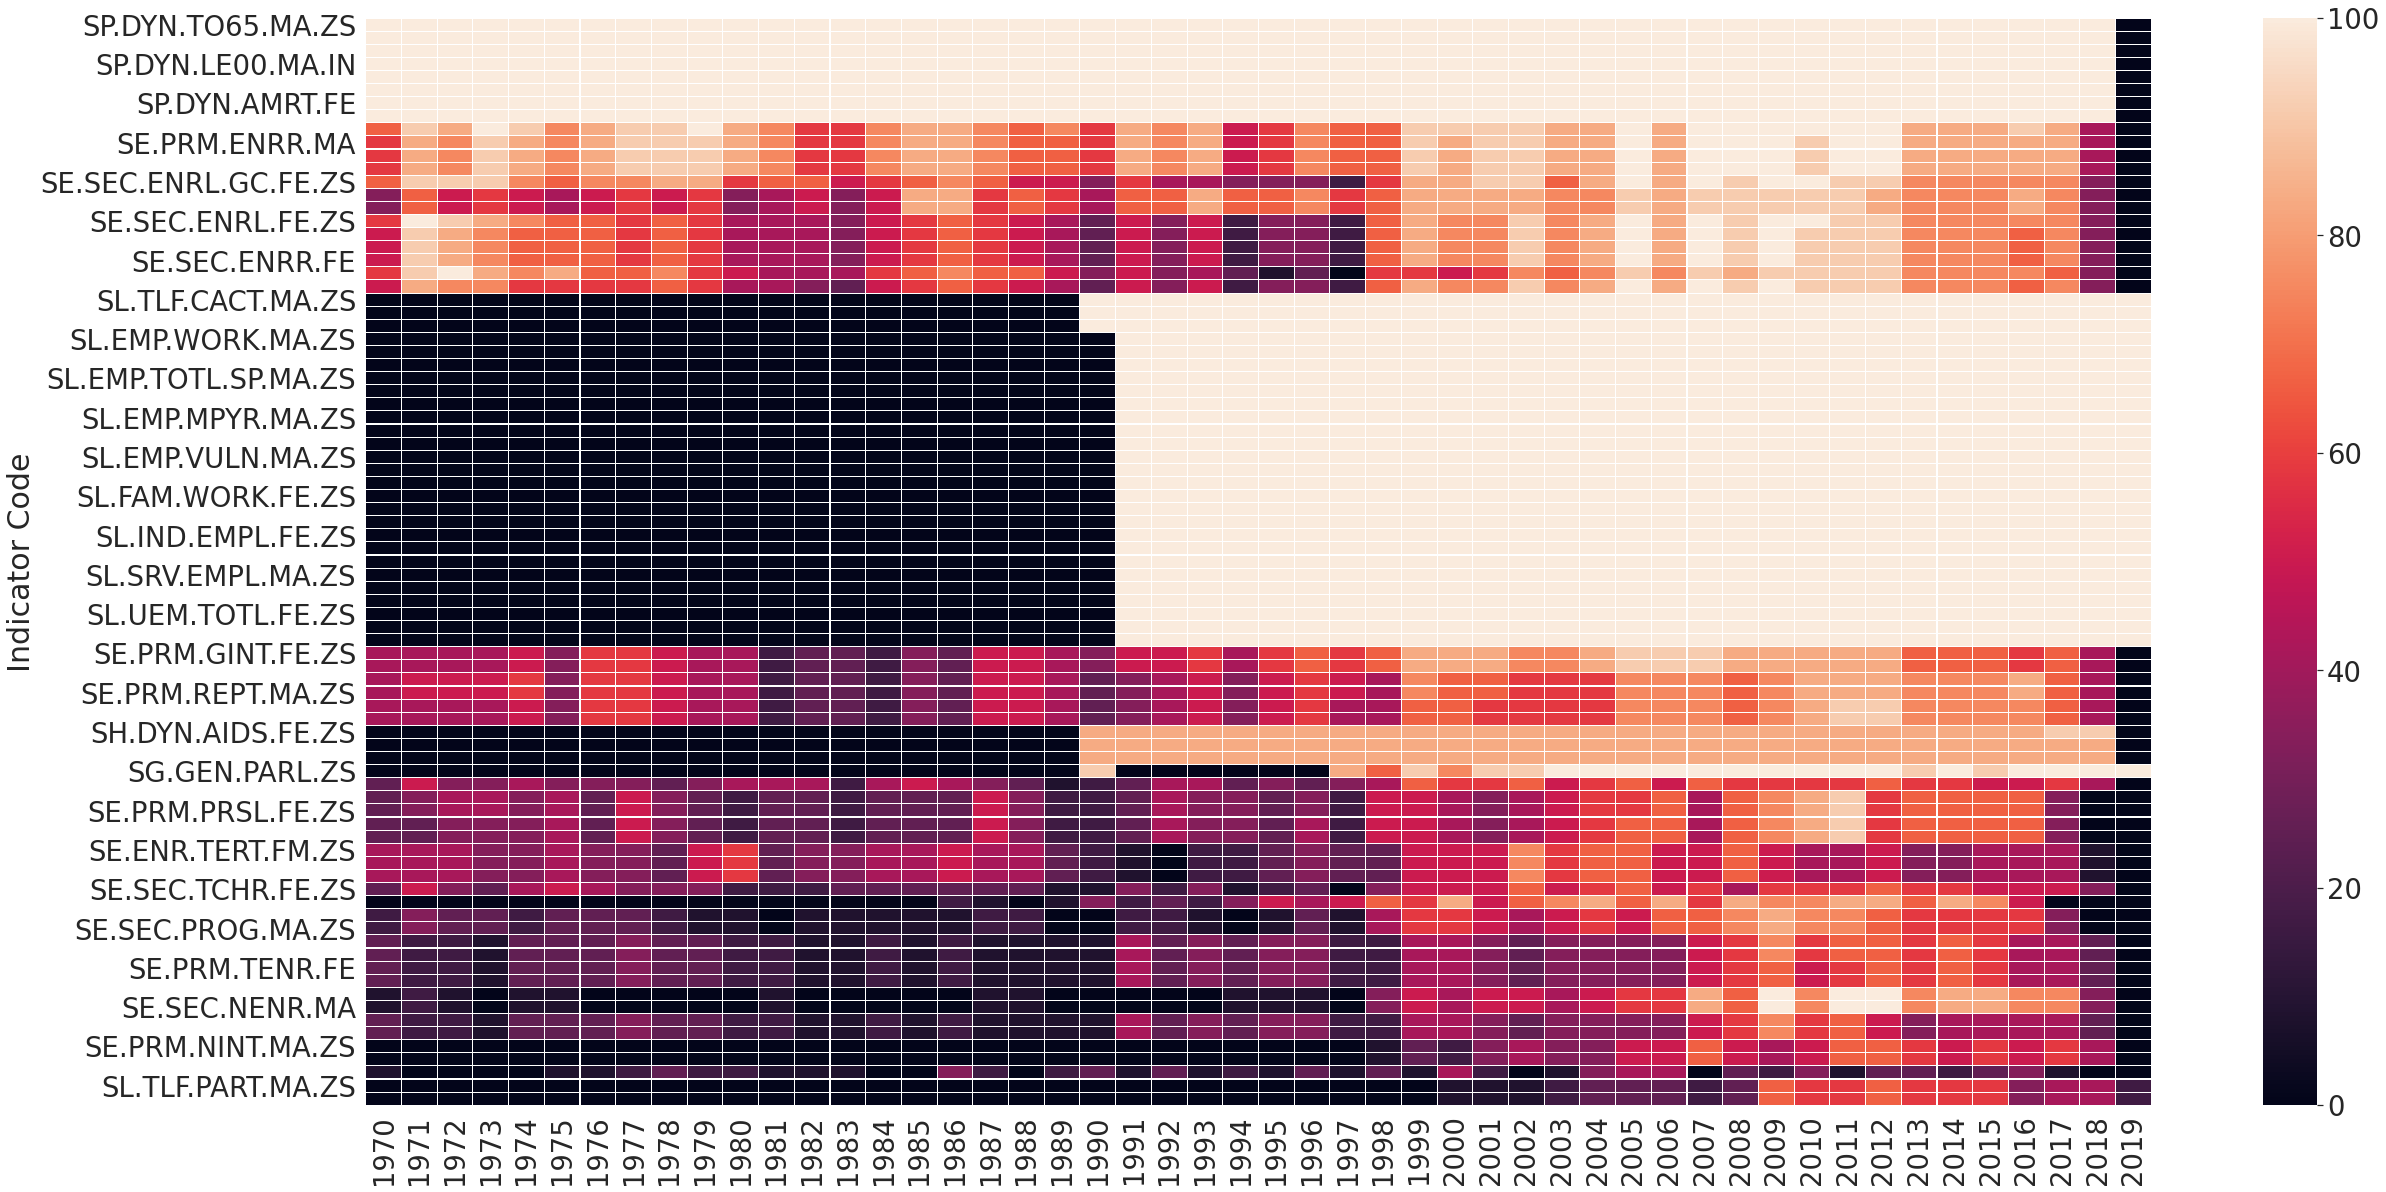 SP.DYN.TO65.MA.ZS
SP.DYN.LE00.MA.IN
SP.DYN.AMRT.FE
SE.PRM.ENRR.MA
SE.SEC.ENRL.GC.FE.ZS
SE.SEC.ENRL.FE.ZS
SE.SEC.ENRR.FE
SL.TLF.CACT.MA.ZS
SL.EMP.WORK.MA.ZS
SL.EMP.TOTL.SP.MA.ZS
SL.EMP.MPYR.MA.ZS
SL.EMP.VULN.MA.ZS
SL.FAM.WORK.FE.ZS
SL.IND.EMPL.FE.ZS
SL.SRV.EMPL.MA.ZS
SL.UEM.TOTL.FE.ZS
SE.PRM.GINT.FE.ZS
SE.PRM.REPT.MA.ZS
SH.DYN.AIDS.FE.ZS
SG.GEN.PARL.ZS
SE.PRM.PRSL.FE.ZS
SE.ENR.TERT.FM.ZS
SE.SEC.TCHR.FE.ZS
SE.SEC.PROG.MA.ZS
SE.PRM.TENR.FE
SE.SEC.NENR.MA
SE.PRM.NINT.MA.ZS
SL.TLF.PART.MA.ZS
Indicator Code
1970 1971 1972 1973 1974 1975 1976 1977 1978 1979 1980 1981 1982 1983 1984 1985 1986 1987 1988 1989 1990 1991 1992 1993 1994 1995 1996 1997 1998 1999 2000 2001 2002 2003 2004 2005 2006 2007 2008 2009 2010 2011 2012 2013 2014 2015 2016 2017 2018 2019
100
80
60
40
20
0